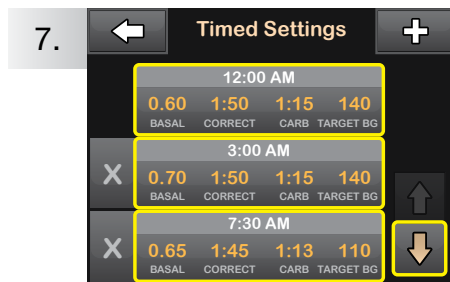 7.
Timed Settings
12:00 AM
0.60 1:50 1:15 140
BASAL CORRECT CARB TARGET BG
3:00 AM
X 0.70 1:50 1:15 140
BASAL CORRECT CARB TARGET BG
7:30 AM
X 0.65 1:45 1:13 110
BASAL CORRECT CARB TARGET BG